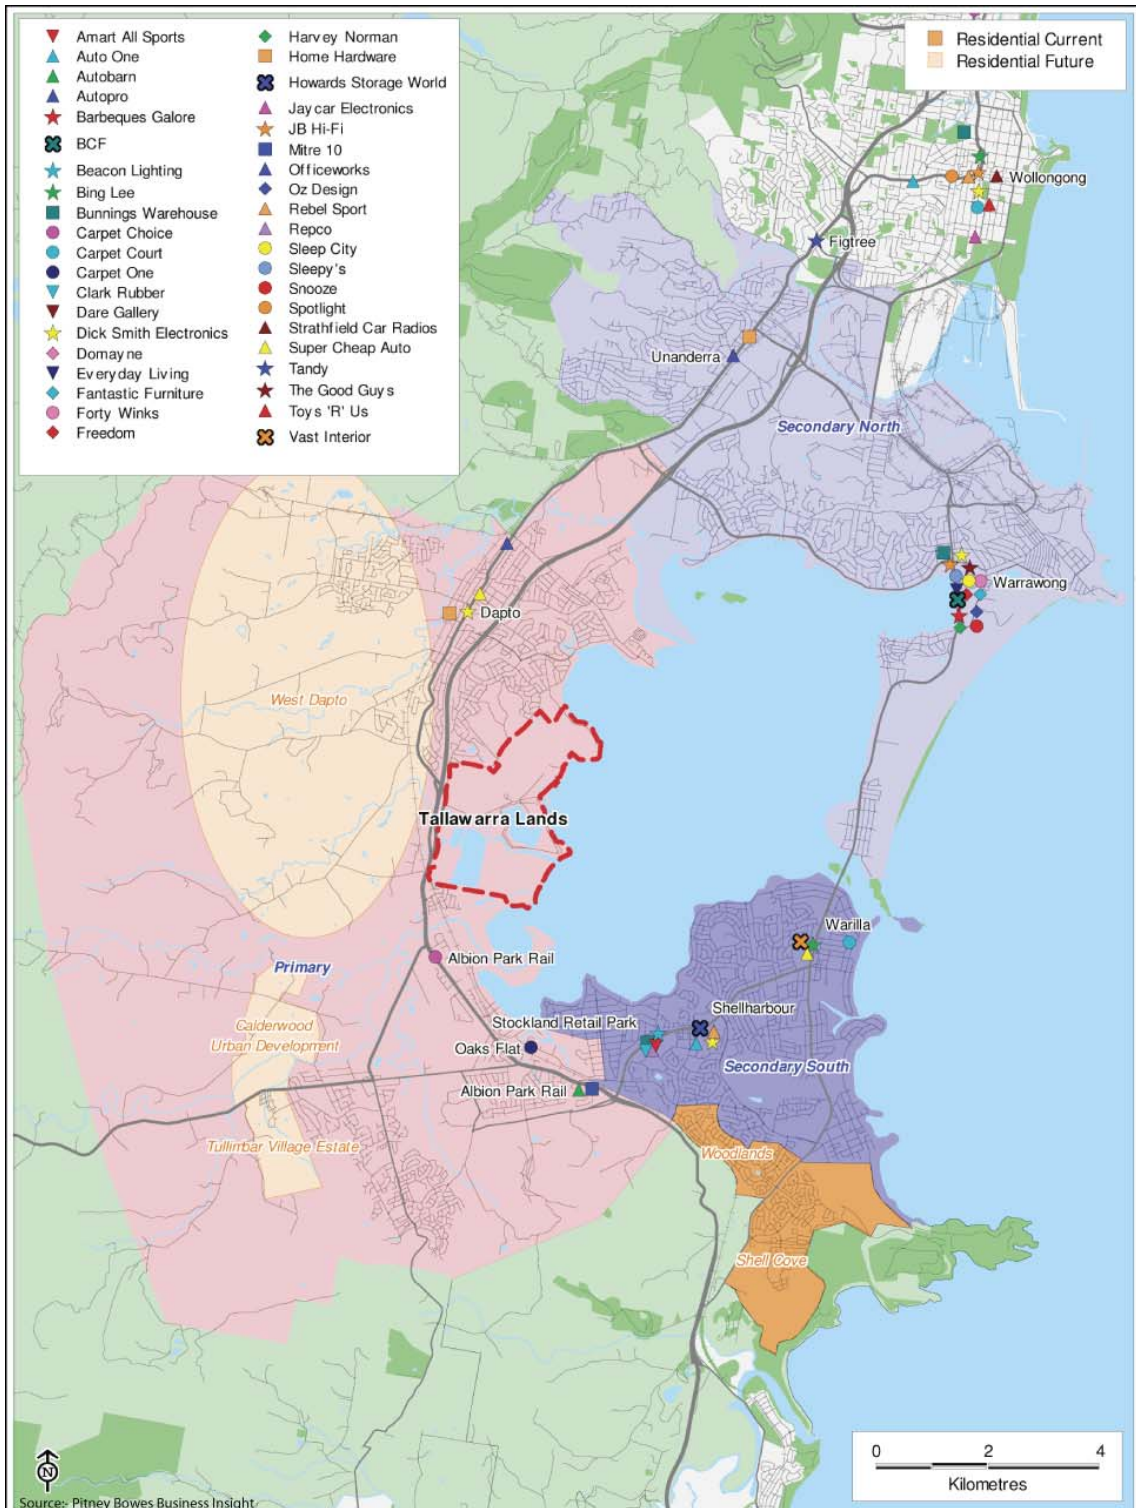 Amart All Sports
Auto One
Autobarn
Autopro
Barbeques Galore
BCF
Beacon Lighting
Bing Lee
Bunnings Warehouse
Carpet Choice
Carpet Court
Carpet One
Clark Rubber
Dare Gallery
Dick Smith Electronics
Domayne
Everyday Living
Fantastic Furniture
Forty Winks
Freedom
Harvey Norman
Home Hardware
Howards Storage World
Jaycar Electronics
JB Hi-Fi
Mitre 10
Officeworks
Oz Design
Rebel Sport
Repco
Sleep City
Sleepy's
Snooze
Spotlight
Strathfield Car Radios
Super Cheap Auto
Tandy
The Good Guys
Toys 'R' Us
Vast Interior
Residential Current
Residential Future
Wollongong
Figtree
Unanderra
Secondary North
Warrawong
Dapto
West Dapto
Tallawarra Lands
Warilla
Albion Park Rail
Primary
Shellharbour
Stockland Retail Park
Calderwood
Urban Development
Oaks Flat
Secondary South
Albion Park Rail
Tullimbar Village Estate
Woodlands
Shell Cove
0 2 4
Kilometres
N
Source:- Pitney Bowes Business Insight